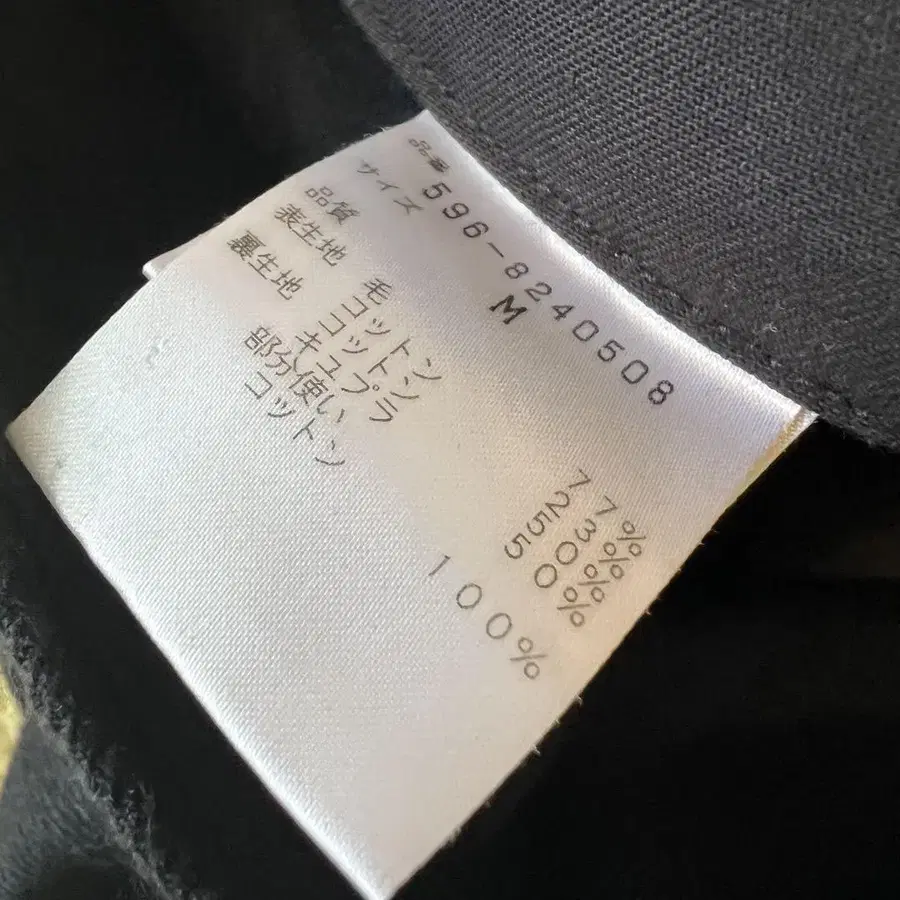 品番 596-8240508
サイズ M
品質
表生地 毛 77%
コットン 23%
裏生地 コットン 50%
キュプラ 50%
部分使い
コットン 100%